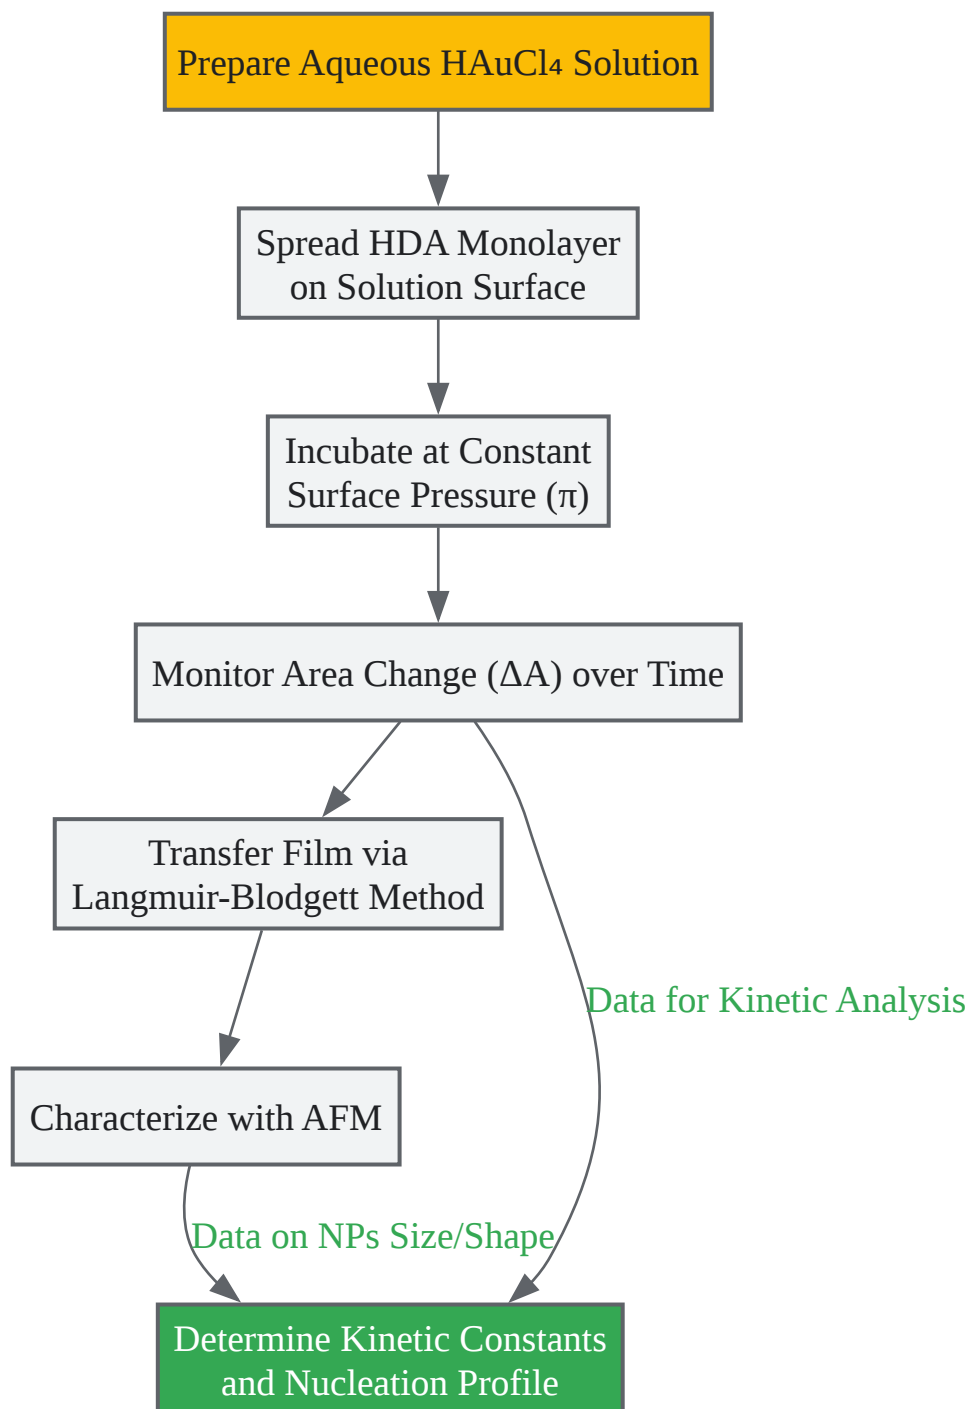 Prepare Aqueous HAuCl₄ Solution
Spread HDA Monolayer
on Solution Surface
Incubate at Constant
Surface Pressure (π)
Monitor Area Change (ΔA) over Time
Transfer Film via
Langmuir-Blodgett Method
Data for Kinetic Analysis
Characterize with AFM
Data on NPs Size/Shape
Determine Kinetic Constants
and Nucleation Profile